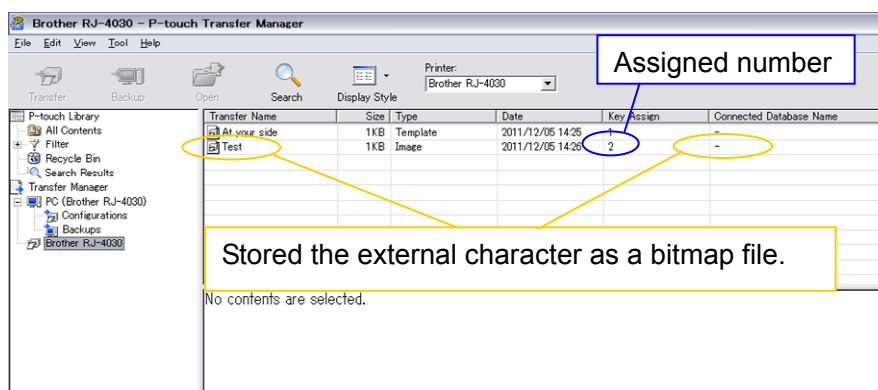 Brother RJ-4030 - P-touch Transfer Manager
File Edit View Tool Help
Assigned number
Transfer Backup Open Search Display Style
Printer:
Brother RJ-4030
P-touch Library
All Contents
Filter
Recycle Bin
Search Results
Transfer Manager
PC (Brother RJ-4030)
Configurations
Backups
Brother RJ-4030
Transfer Name Size Type Date Key Assign Connected Database Name
At your side 1KB Template 2011/12/05 14:25 1 -
Test 1KB Image 2011/12/05 14:26 2 -
Stored the external character as a bitmap file.
No contents are selected.